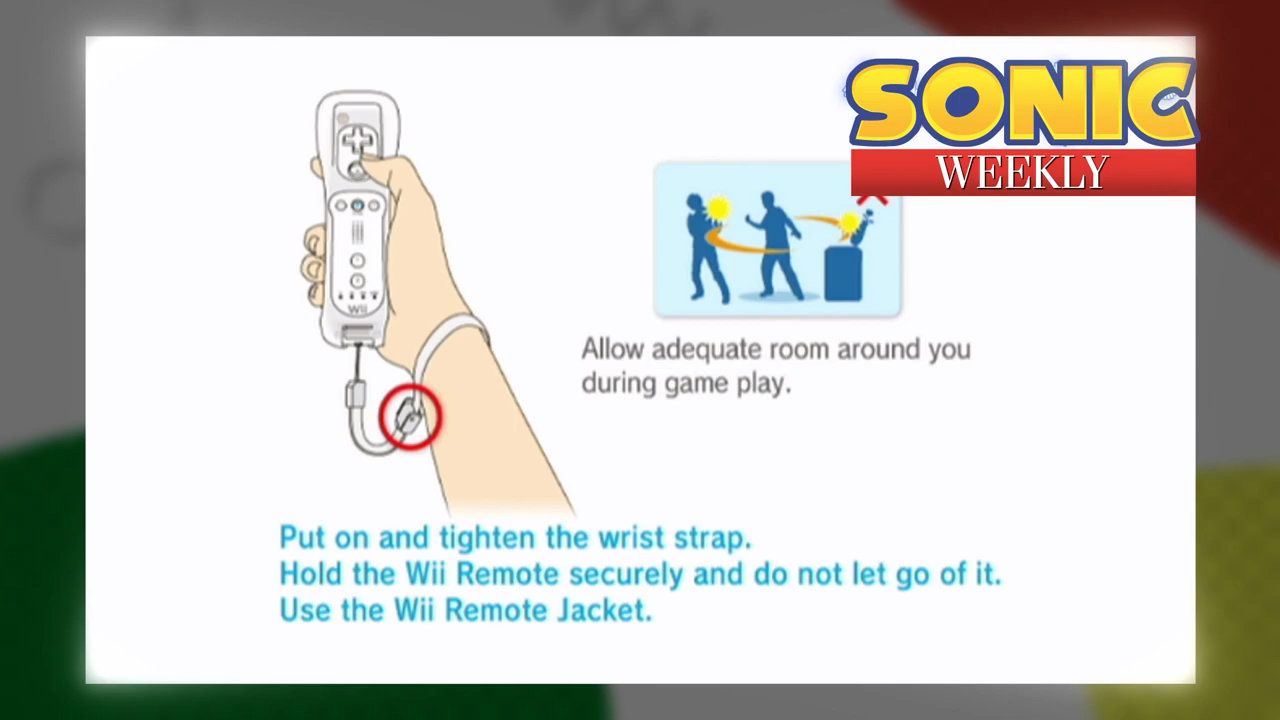 SONIC
WEEKLY
Wii
Allow adequate room around you
during game play.
Put on and tighten the wrist strap.
Hold the Wii Remote securely and do not let go of it.
Use the Wii Remote Jacket.